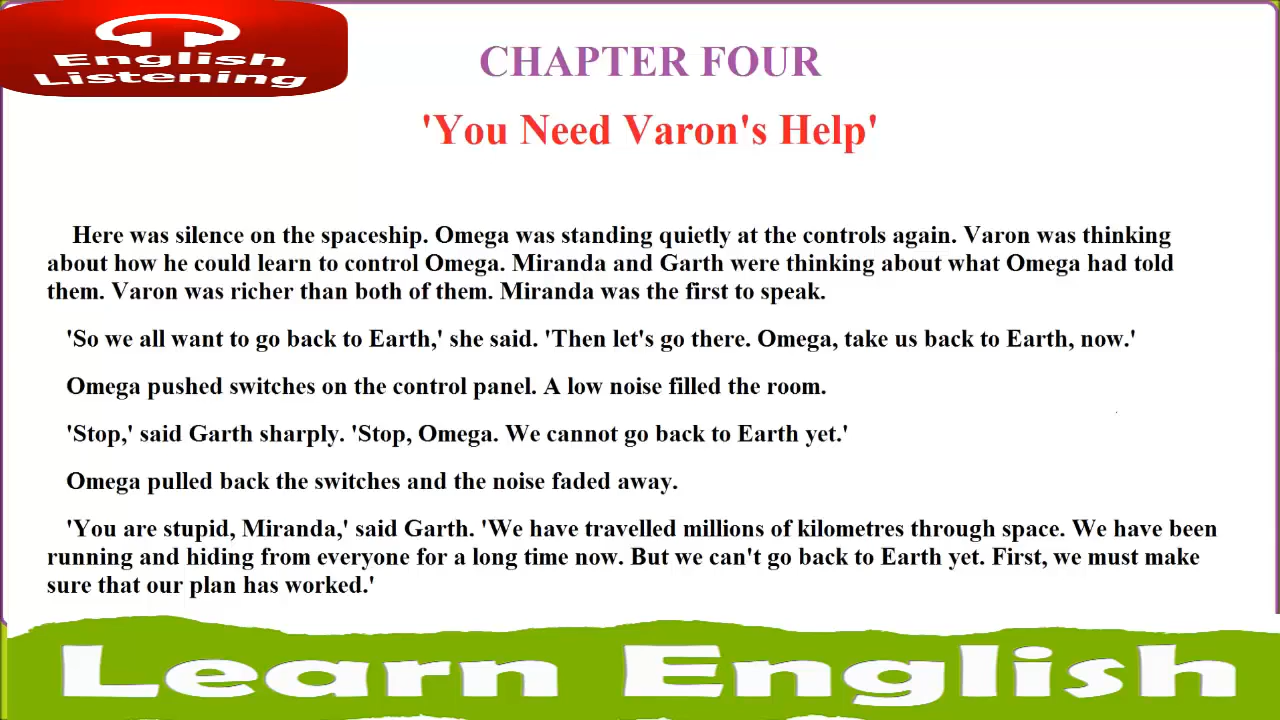 English
Listening
CHAPTER FOUR
'You Need Varon's Help'
Here was silence on the spaceship. Omega was standing quietly at the controls again. Varon was thinking
about how he could learn to control Omega. Miranda and Garth were thinking about what Omega had told
them. Varon was richer than both of them. Miranda was the first to speak.
'So we all want to go back to Earth,' she said. 'Then let's go there. Omega, take us back to Earth, now.'
Omega pushed switches on the control panel. A low noise filled the room.
'Stop,' said Garth sharply. 'Stop, Omega. We cannot go back to Earth yet.'
Omega pulled back the switches and the noise faded away.
'You are stupid, Miranda,' said Garth. 'We have travelled millions of kilometres through space. We have been
running and hiding from everyone for a long time now. But we can't go back to Earth yet. First, we must make
sure that our plan has worked.'
Learn English